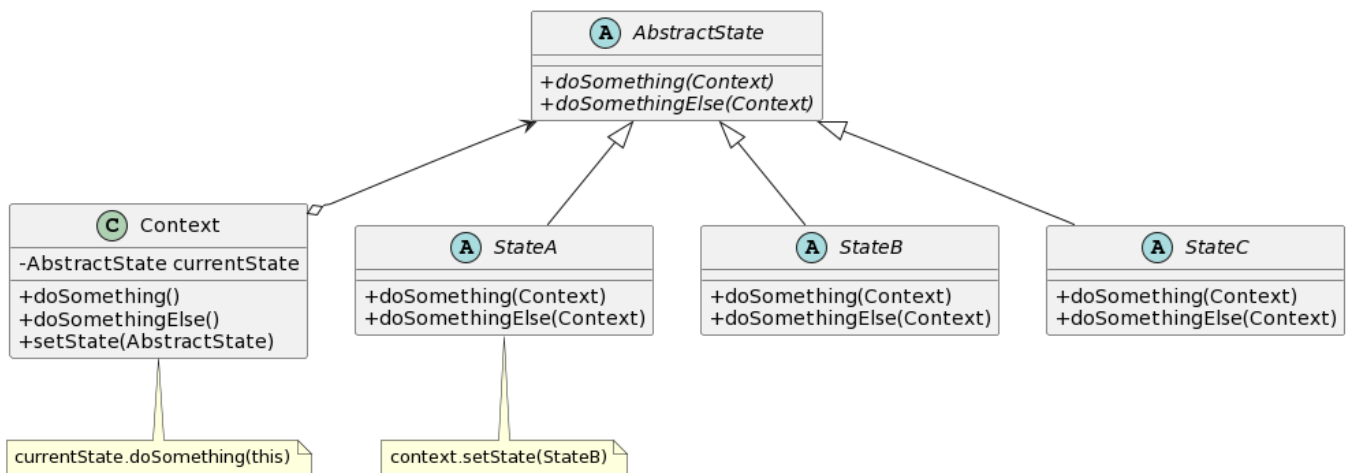 A AbstractState
+doSomething(Context)
+doSomethingElse(Context)
C Context
-AbstractState currentState
+doSomething()
+doSomethingElse()
+setState(AbstractState)
A StateA
+doSomething(Context)
+doSomethingElse(Context)
A StateB
+doSomething(Context)
+doSomethingElse(Context)
A StateC
+doSomething(Context)
+doSomethingElse(Context)
currentState.doSomething(this)
context.setState(StateB)